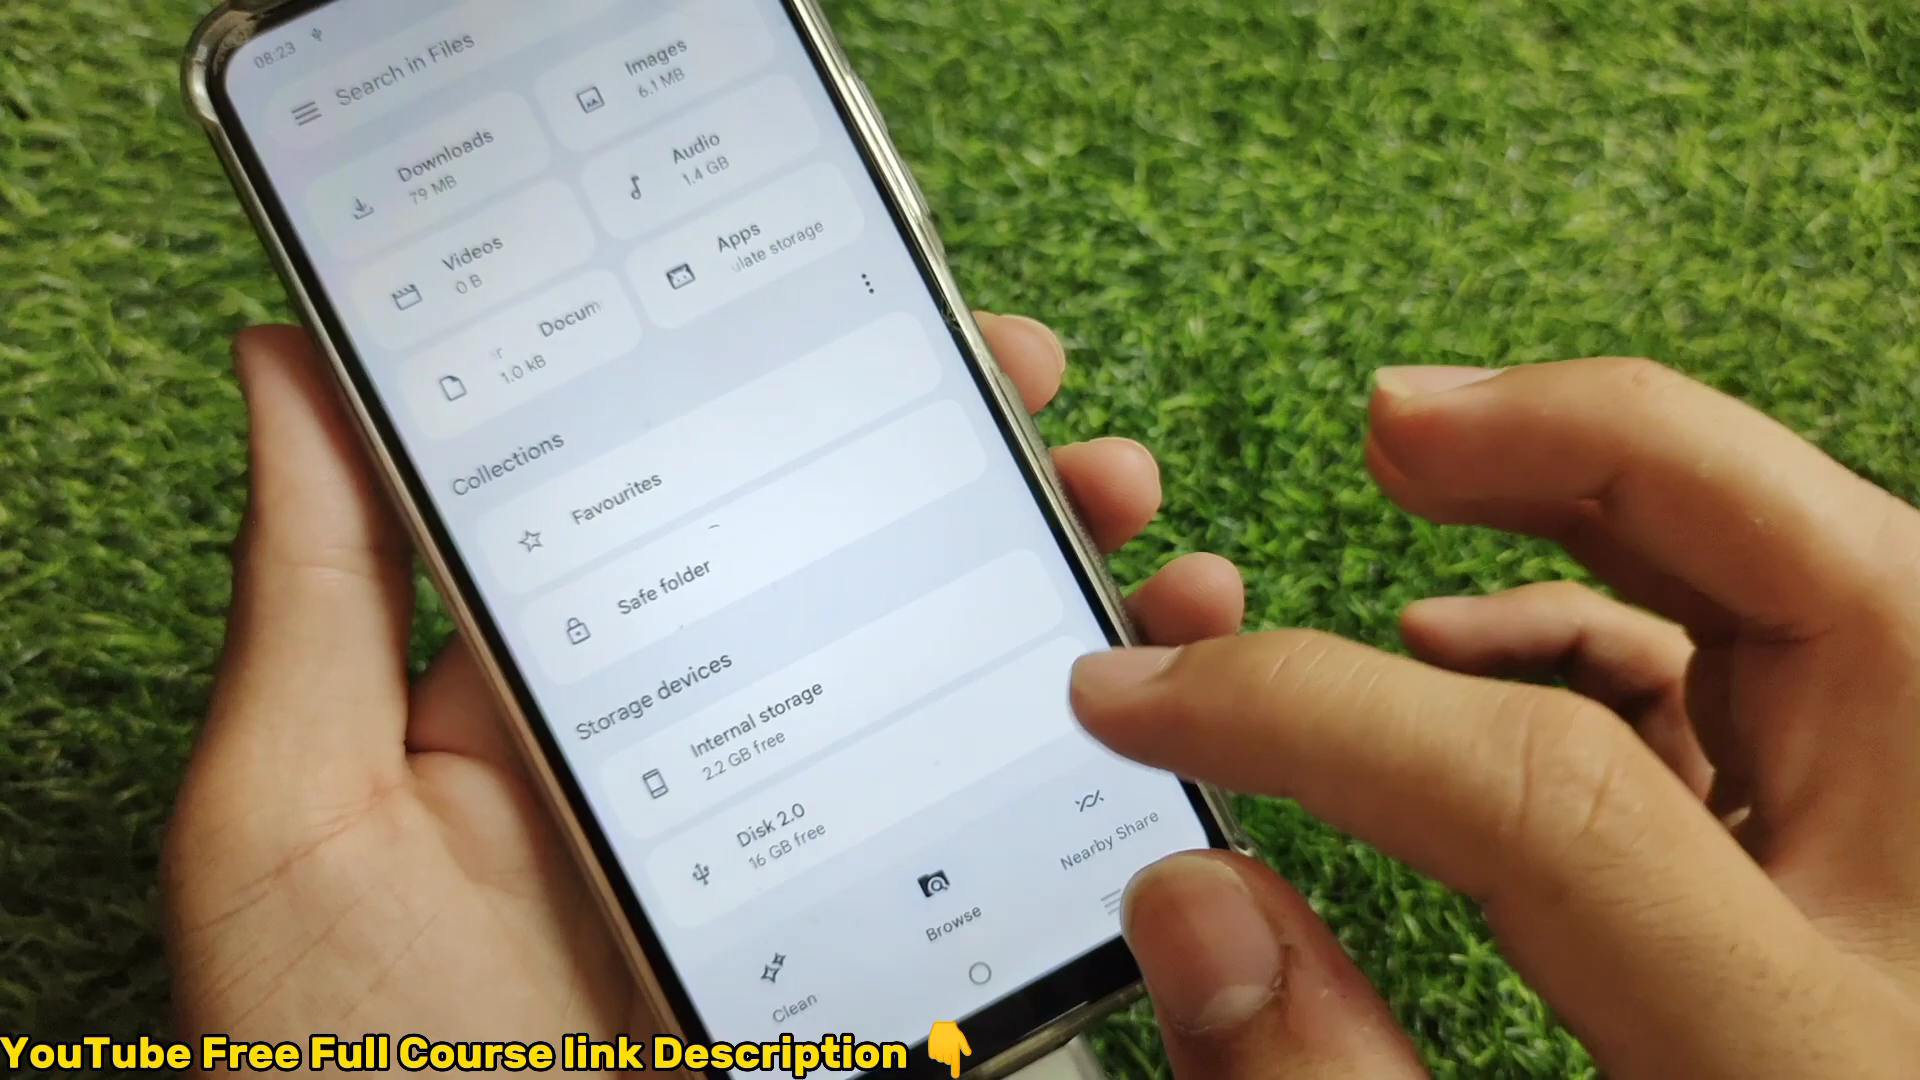 08:23
Search in Files
Downloads
79 MB
Images
6.1 MB
Videos
0 B
Audio
1.4 GB
Docum
1.0 kB
Apps
ulate storage
Collections
Favourites
Safe folder
Storage devices
Internal storage
2.2 GB free
Disk 2.0
16 GB free
Clean
Browse
Nearby Share
YouTube Free Full Course link Description 👇